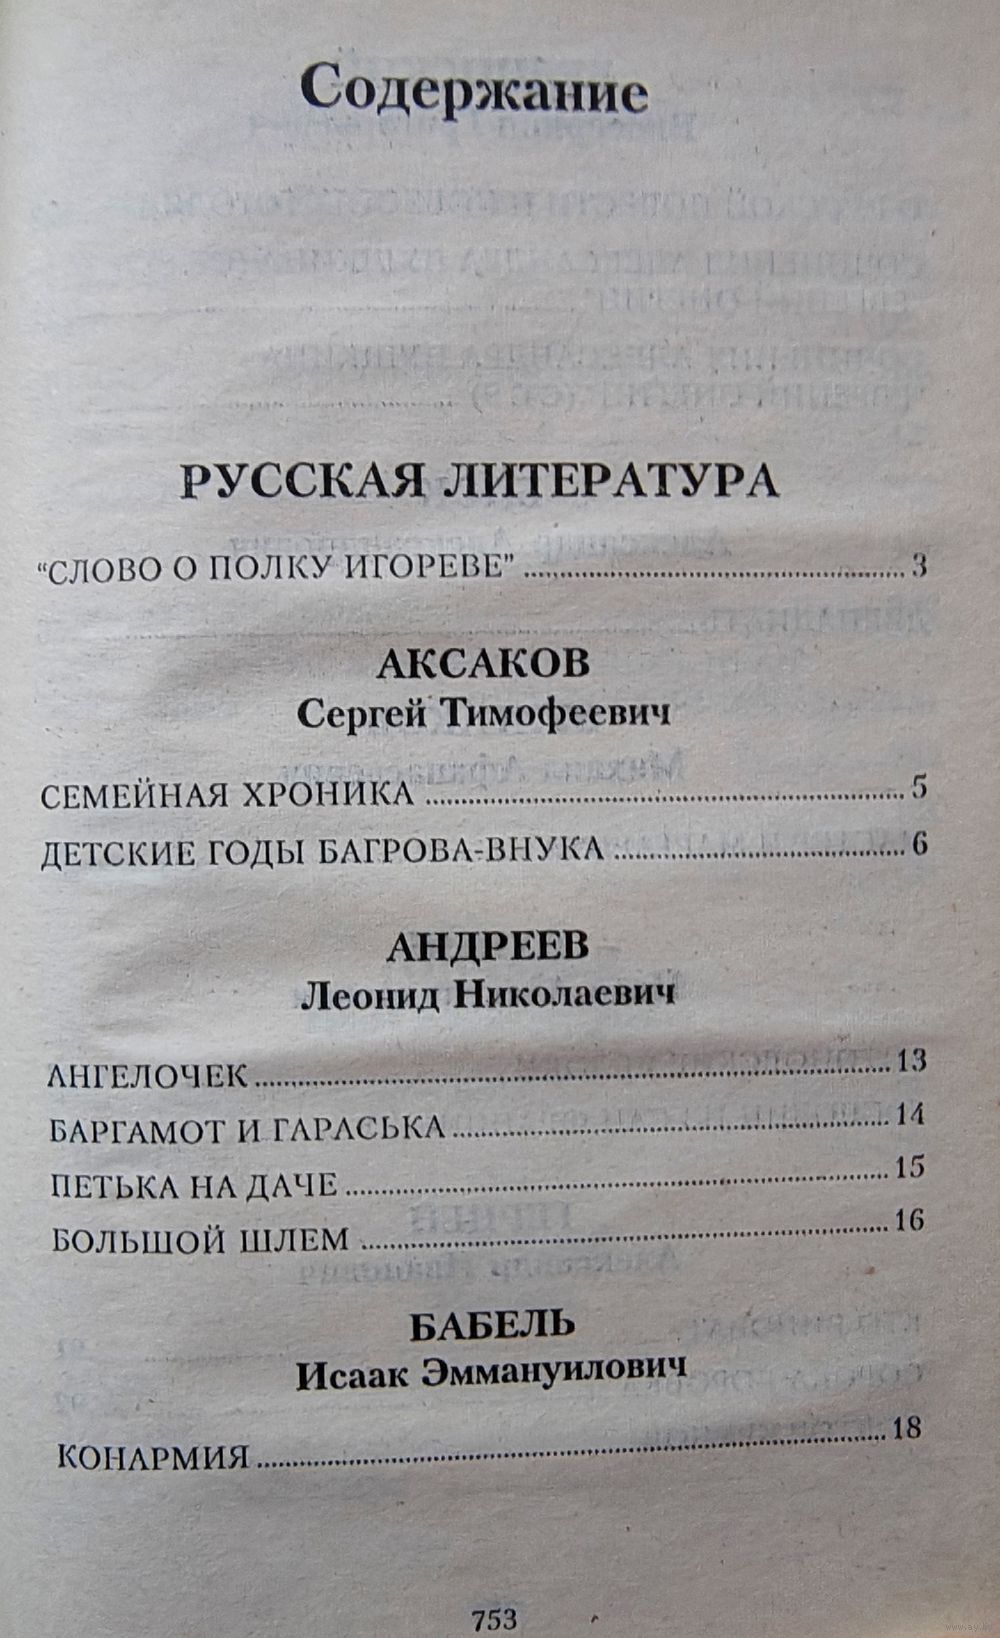 Содержание
РУССКАЯ ЛИТЕРАТУРА
“СЛОВО О ПОЛКУ ИГОРЕВЕ” 3
АКСАКОВ
Сергей Тимофеевич
СЕМЕЙНАЯ ХРОНИКА 5
ДЕТСКИЕ ГОДЫ БАГРОВА-ВНУКА 6
АНДРЕЕВ
Леонид Николаевич
АНГЕЛОЧЕК 13
БАРГАМОТ И ГАРАСЬКА 14
ПЕТЬКА НА ДАЧЕ 15
БОЛЬШОЙ ШЛЕМ 16
БАБЕЛЬ
Исаак Эммануилович
КОНАРМИЯ 18
753